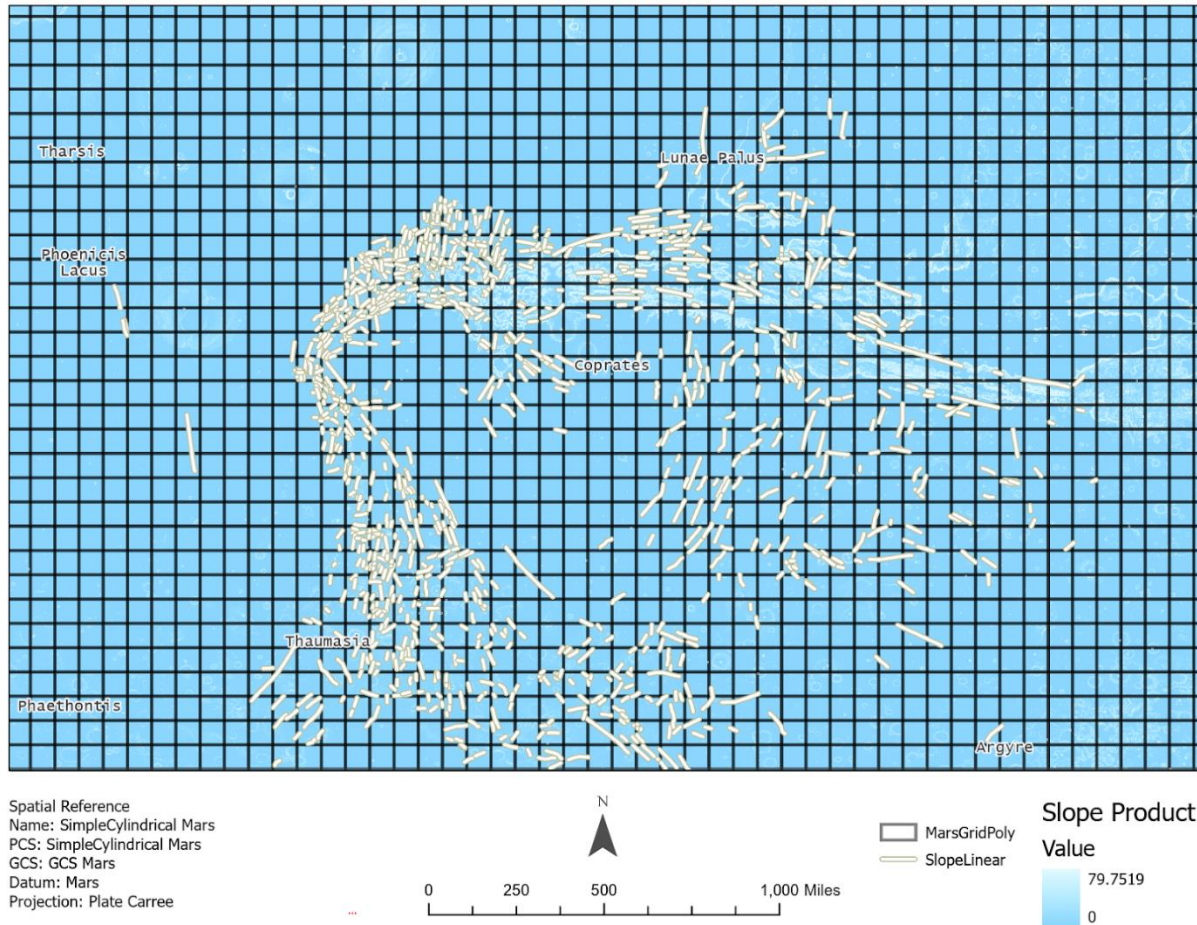 Tharsis
Lunae Palus
Phoenicis
Lacus
Coprates
Thaumasia
Phaethontis
Argyre
Spatial Reference
Name: SimpleCylindrical Mars
PCS: SimpleCylindrical Mars
GCS: GCS Mars
Datum: Mars
Projection: Plate Carree
...
N
0 250 500 1,000 Miles
MarsGridPoly
SlopeLinear
Slope Product
Value
79.7519
0